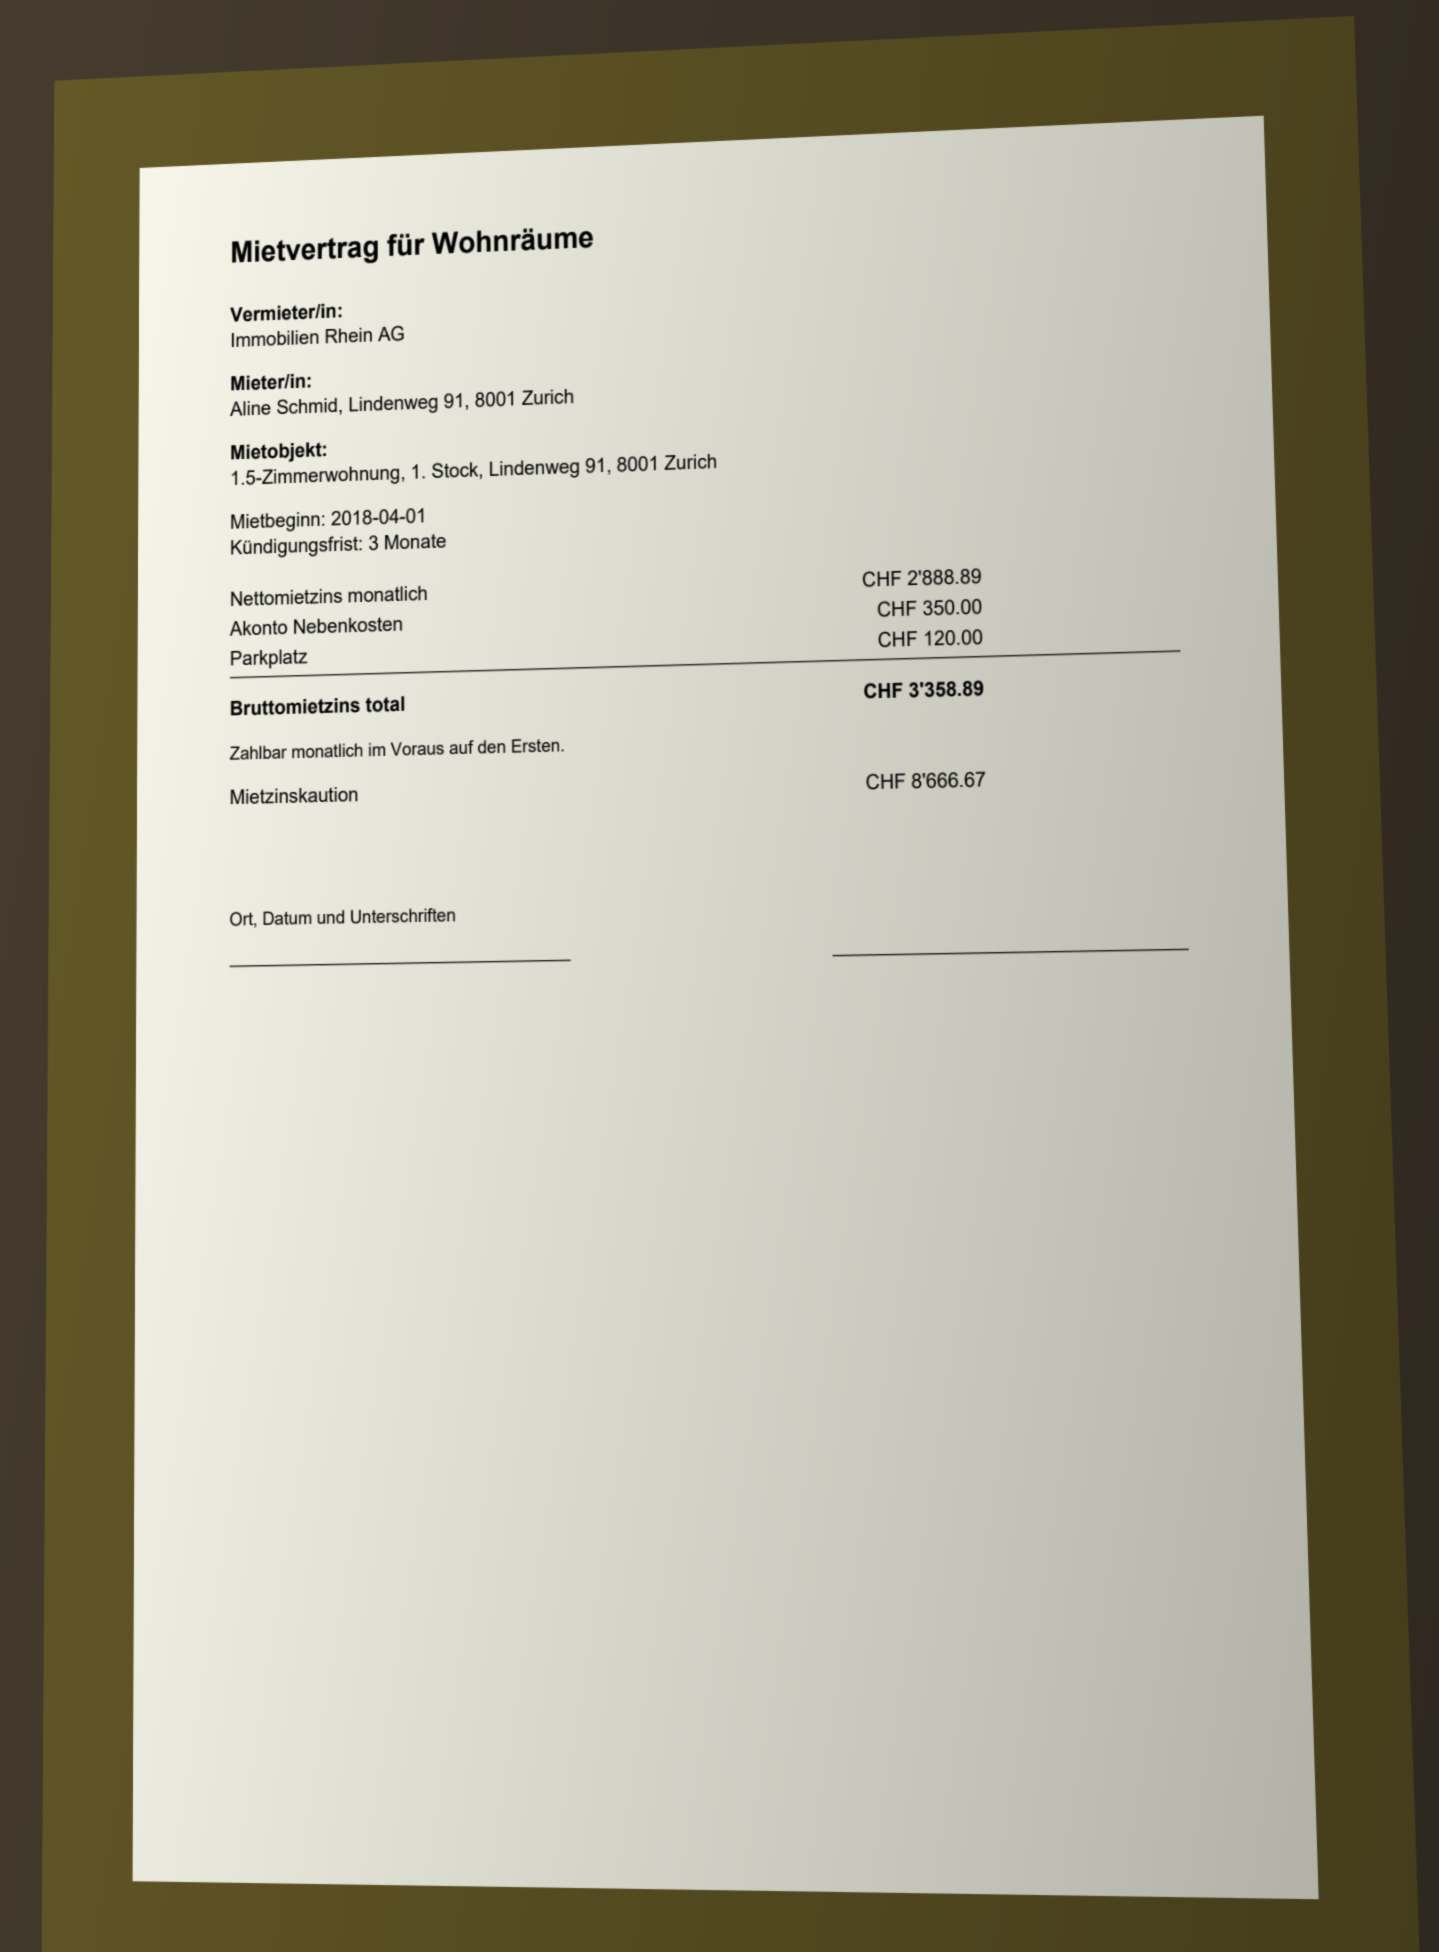 Mietvertrag für Wohnräume
Vermieter/in:
Immobilien Rhein AG
Mieter/in:
Aline Schmid, Lindenweg 91, 8001 Zurich
Mietobjekt:
1.5-Zimmerwohnung, 1. Stock, Lindenweg 91, 8001 Zurich
Mietbeginn: 2018-04-01
Kündigungsfrist: 3 Monate
Nettomietzins monatlich CHF 2'888.89
Akonto Nebenkosten CHF 350.00
Parkplatz CHF 120.00
Bruttomietzins total CHF 3'358.89
Zahlbar monatlich im Voraus auf den Ersten.
Mietzinskaution CHF 8'666.67
Ort, Datum und Unterschriften